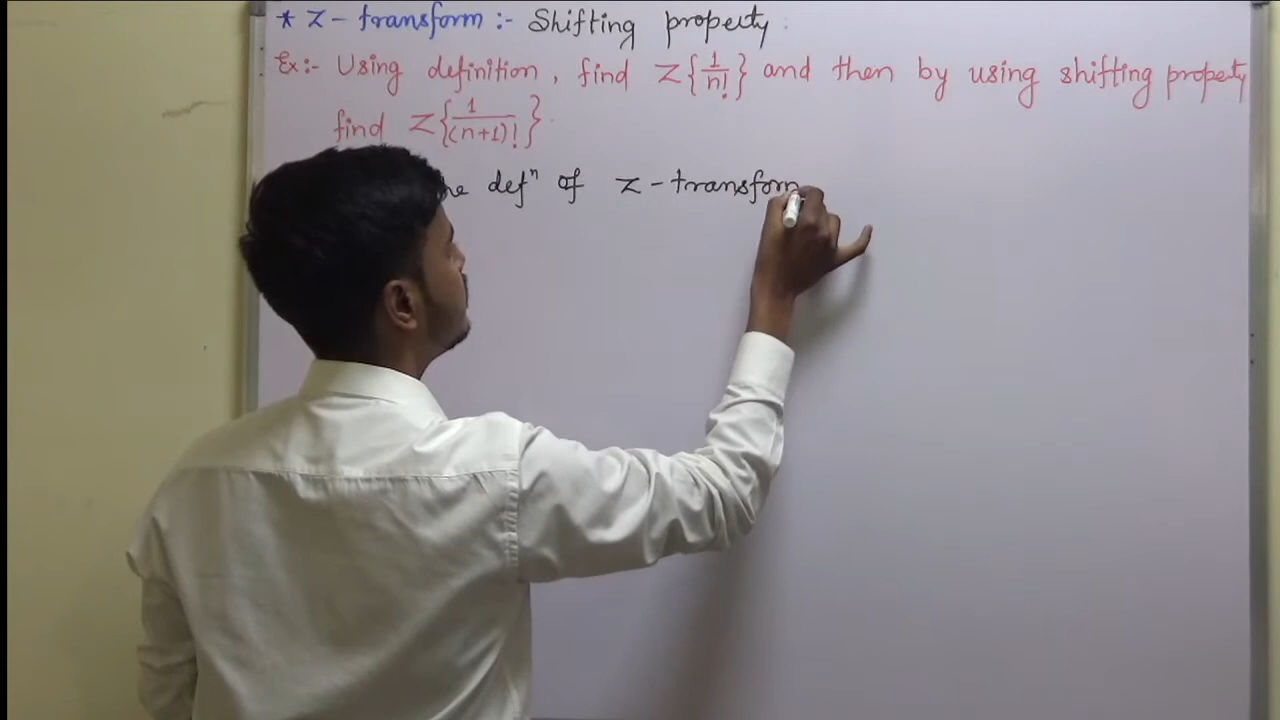 * Z - transform :- Shifting property :
Ex:- Using definition, find Z{1/n!} and then by using shifting property
find Z{1/(n+1)!}.
defⁿ of Z - transform